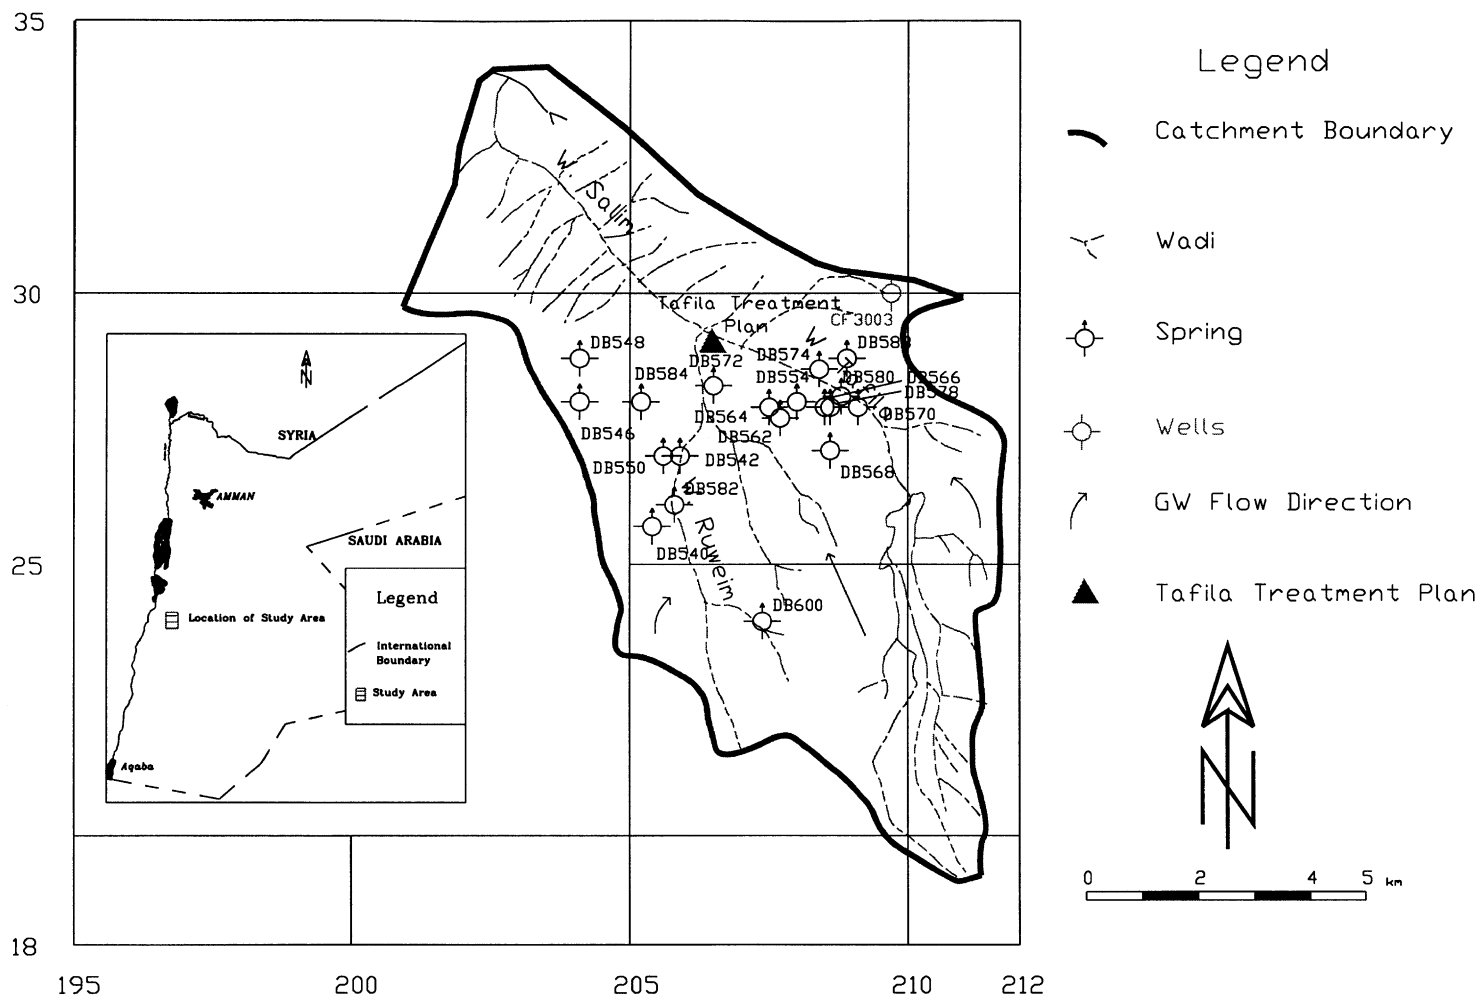 35
30
25
18
195
200
205
210
212
W
Salim
Tafila Treatment
Plan
CF3003
W
DB548
DB588
DB572
DB574
DB584
DB554
DB580
DB566
DB578
DB570
DB564
DB546
DB562
DB550
DB542
DB568
DB582
DB540
Ruweim
DB600
N
SYRIA
AMMAN
SAUDI ARABIA
Location of Study Area
Aqaba
Legend
International
Boundary
Study Area
Legend
Catchment Boundary
Wadi
Spring
Wells
GW Flow Direction
Tafila Treatment Plan
N
0 2 4 5 km